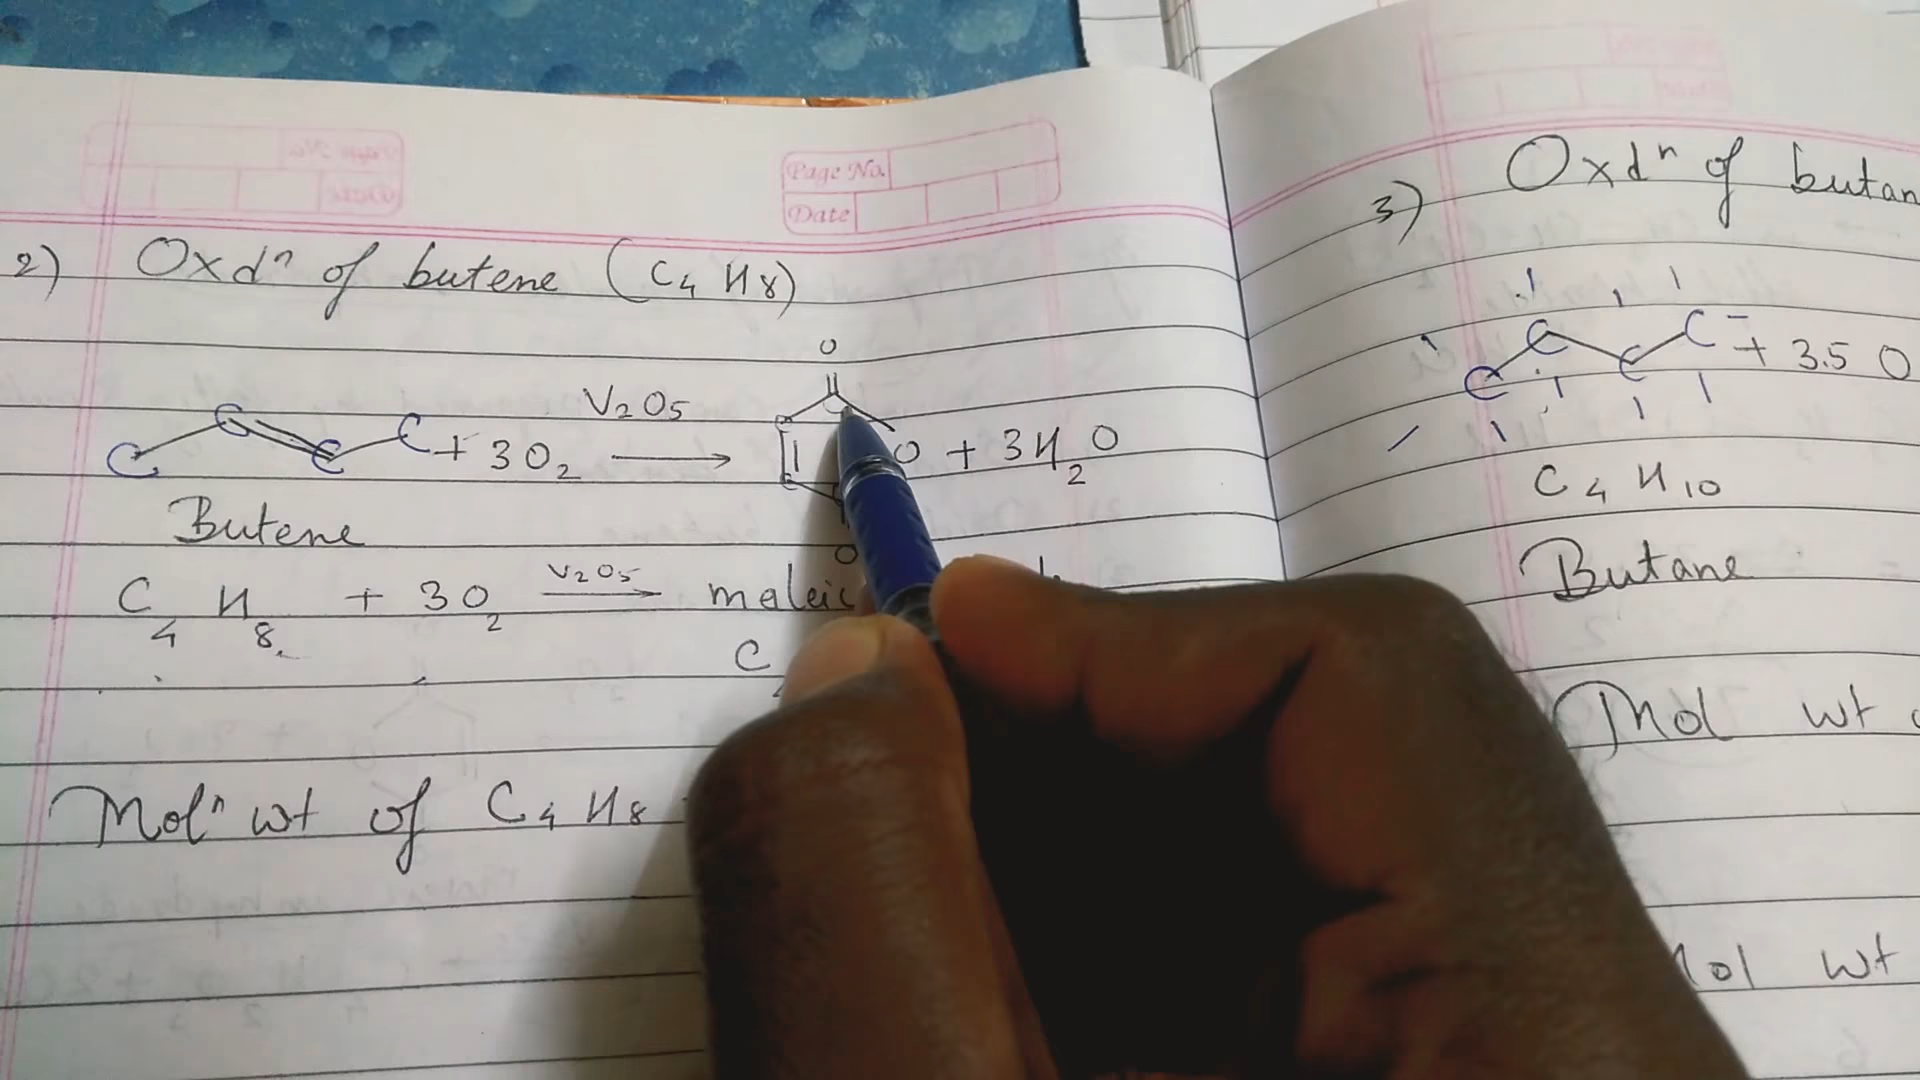 Page No.
Date
2) Oxdⁿ of butene (C4 H8)
O
C C C C + 3O2 V2O5 → O + 3H2O
O
Butene
C4 H8 + 3O2 V2O5 → maleic
C
Molⁿ wt of C4 H8
3) Oxdⁿ of butan
C C C C + 3.5 O
C4 H10
Butane
Mol wt
Mol wt